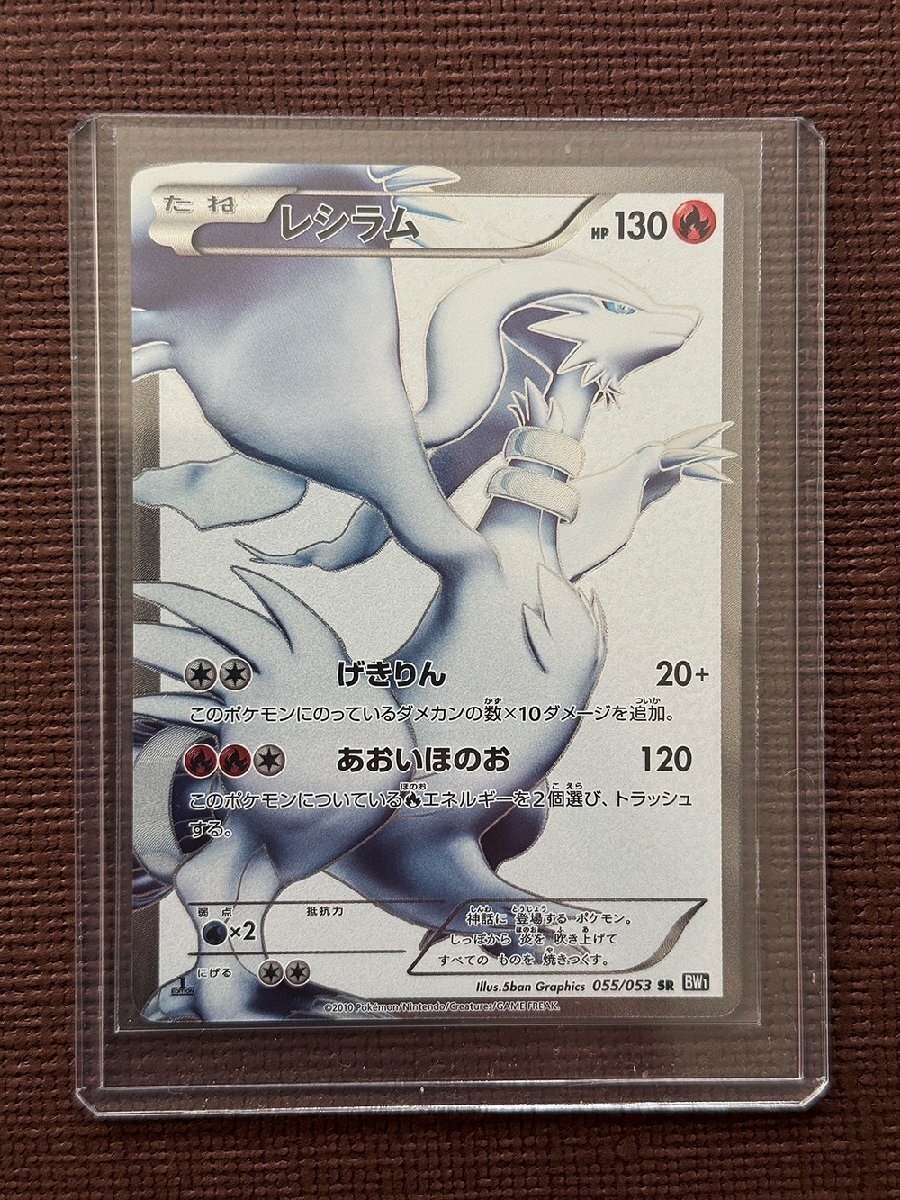 たね
レシラム
HP 130
げきりん 20+
このポケモンにのっているダメカンの数×10ダメージを追加。
あおいほのお 120
このポケモンについている炎エネルギーを2個選び、トラッシュ
する。
弱点 抵抗力
×2
にげる
神話に 登場する ポケモン。
しっぽから 炎を 吹き上げて
すべての ものを 焼きつくす。
1 EDITION
Illus. 5ban Graphics 055/053 SR BW1
©2010 Pokémon/Nintendo/Creatures/GAME FREAK.